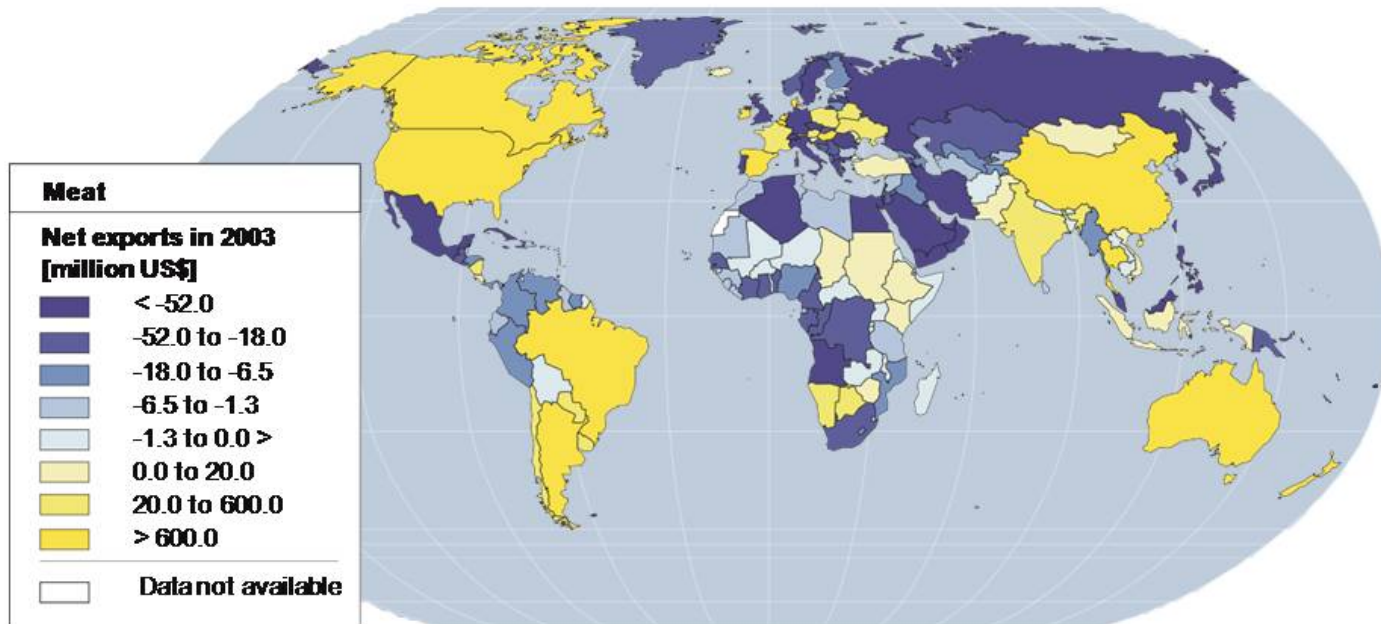 Meat
Net exports in 2003
[million US$]
< -52.0
-52.0 to -18.0
-18.0 to -6.5
-6.5 to -1.3
-1.3 to 0.0 >
0.0 to 20.0
20.0 to 600.0
> 600.0
Data not available